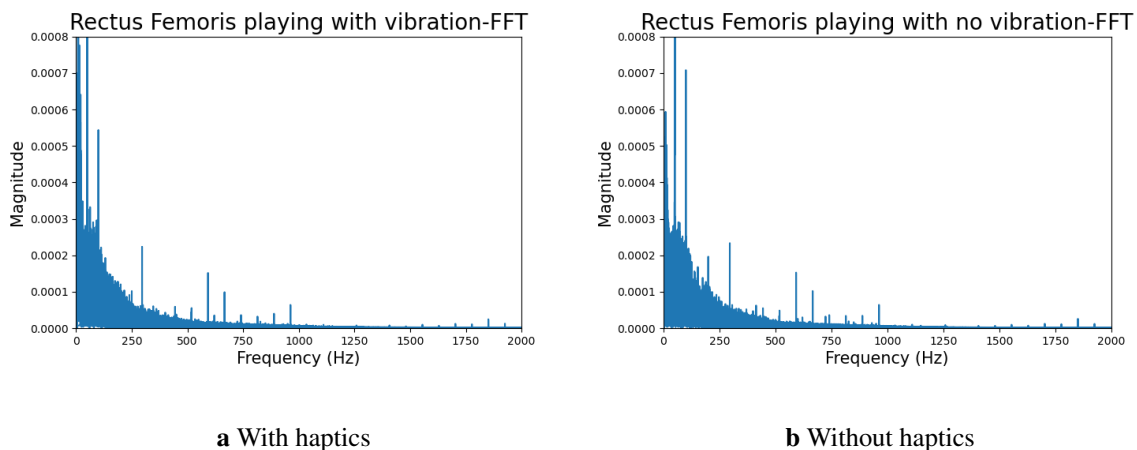 Rectus Femoris playing with vibration-FFT
0.0008
0.0007
0.0006
0.0005
0.0004
0.0003
0.0002
0.0001
0.0000
Magnitude
0 250 500 750 1000 1250 1500 1750 2000
Frequency (Hz)
a With haptics
Rectus Femoris playing with no vibration-FFT
0.0008
0.0007
0.0006
0.0005
0.0004
0.0003
0.0002
0.0001
0.0000
Magnitude
0 250 500 750 1000 1250 1500 1750 2000
Frequency (Hz)
b Without haptics